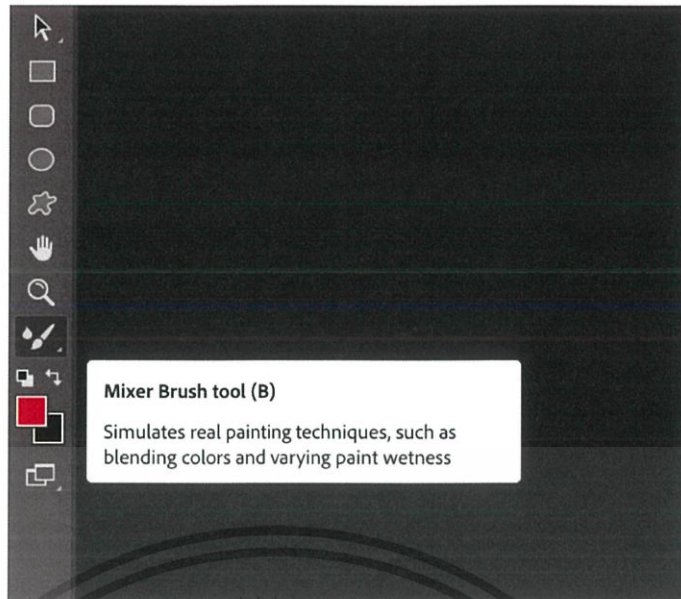 Mixer Brush tool (B)
Simulates real painting techniques, such as
blending colors and varying paint wetness